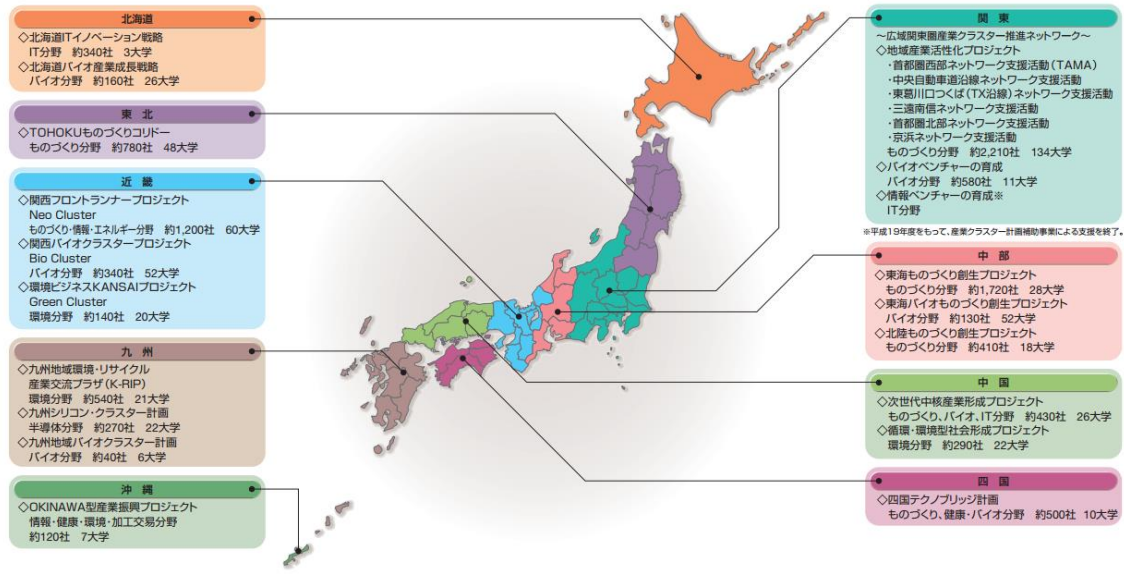 北海道
◇北海道ITイノベーション戦略
IT分野 約340社 3大学
◇北海道バイオ産業成長戦略
バイオ分野 約160社 26大学
東北
◇TOHOKUものづくりコリドー
ものづくり分野 約780社 48大学
近畿
◇関西フロントランナープロジェクト
Neo Cluster
ものづくり・情報・エネルギー分野 約1,200社 60大学
◇関西バイオクラスタープロジェクト
Bio Cluster
バイオ分野 約340社 52大学
◇環境ビジネスKANSAIプロジェクト
Green Cluster
環境分野 約140社 20大学
九州
◇九州地域環境・リサイクル
産業交流プラザ(K-RIP)
環境分野 約540社 21大学
◇九州シリコン・クラスター計画
半導体分野 約270社 22大学
◇九州地域バイオクラスター計画
バイオ分野 約40社 6大学
沖縄
◇OKINAWA型産業振興プロジェクト
情報・健康・環境・加工交易分野
約120社 7大学
関東
～広域関東圏産業クラスター推進ネットワーク～
◇地域産業活性化プロジェクト
・首都圏西部ネットワーク支援活動(TAMA)
・中央自動車道沿線ネットワーク支援活動
・東葛川口つくば(TX沿線)ネットワーク支援活動
・三遠南信ネットワーク支援活動
・首都圏北部ネットワーク支援活動
・京浜ネットワーク支援活動
ものづくり分野 約2,210社 134大学
◇バイオベンチャーの育成
バイオ分野 約580社 11大学
◇情報ベンチャーの育成※
IT分野
※平成19年度をもって、産業クラスター計画補助事業による支援を終了。
中部
◇東海ものづくり創生プロジェクト
ものづくり分野 約1,720社 28大学
◇東海バイオものづくり創生プロジェクト
バイオ分野 約130社 52大学
◇北陸ものづくり創生プロジェクト
ものづくり分野 約410社 18大学
中国
◇次世代中核産業形成プロジェクト
ものづくり、バイオ、IT分野 約430社 26大学
◇循環・環境型社会形成プロジェクト
環境分野 約290社 22大学
四国
◇四国テクノブリッジ計画
ものづくり、健康・バイオ分野 約500社 10大学